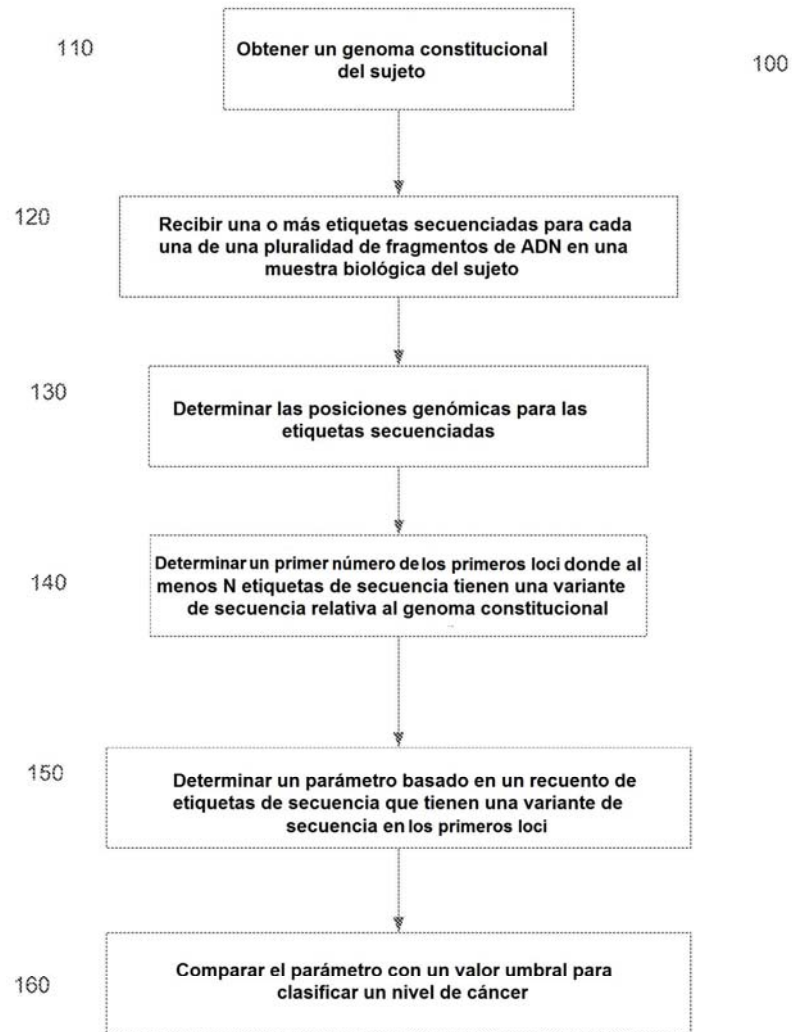 110
Obtener un genoma constitucional
del sujeto
100
120
Recibir una o más etiquetas secuenciadas para cada
una de una pluralidad de fragmentos de ADN en una
muestra biológica del sujeto
130
Determinar las posiciones genómicas para las
etiquetas secuenciadas
140
Determinar un primer número de los primeros loci donde al
menos N etiquetas de secuencia tienen una variante
de secuencia relativa al genoma constitucional
150
Determinar un parámetro basado en un recuento de
etiquetas de secuencia que tienen una variante de
secuencia en los primeros loci
160
Comparar el parámetro con un valor umbral para
clasificar un nivel de cáncer